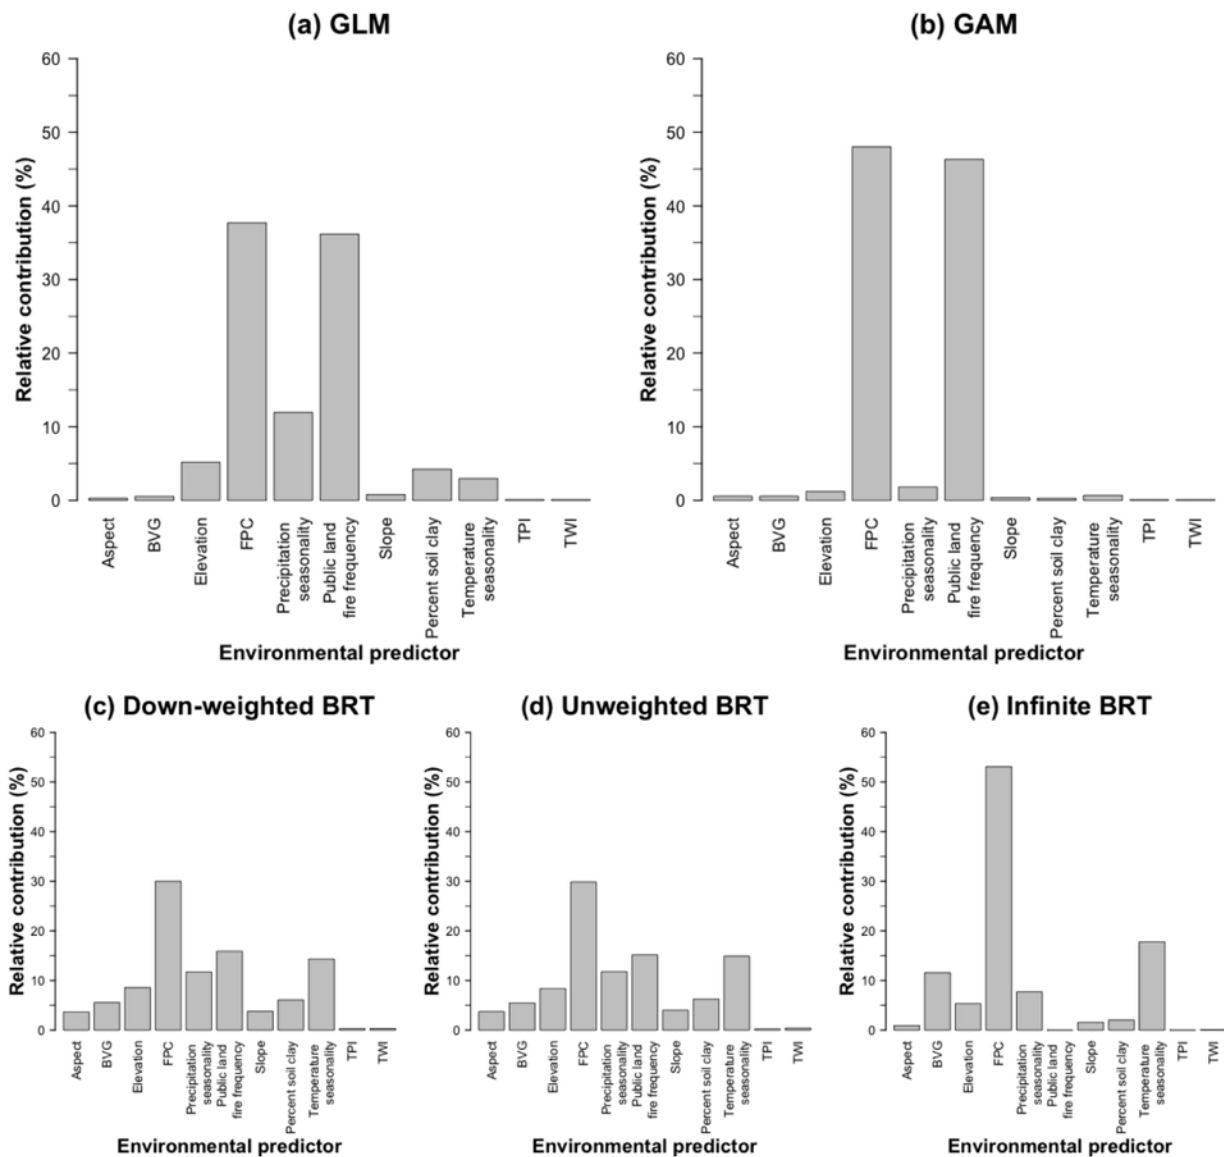 (a) GLM
60
50
40
30
20
10
0
Relative contribution (%)
Aspect
BVG
Elevation
FPC
Precipitation
seasonality
Public land
fire frequency
Slope
Percent soil clay
Temperature
seasonality
TPI
TWI
Environmental predictor
(b) GAM
60
50
40
30
20
10
0
Relative contribution (%)
Aspect
BVG
Elevation
FPC
Precipitation
seasonality
Public land
fire frequency
Slope
Percent soil clay
Temperature
seasonality
TPI
TWI
Environmental predictor
(c) Down-weighted BRT
60
50
40
30
20
10
0
Relative contribution (%)
Aspect
BVG
Elevation
FPC
Precipitation
seasonality
Public land
fire frequency
Slope
Percent soil clay
Temperature
seasonality
TPI
TWI
Environmental predictor
(d) Unweighted BRT
60
50
40
30
20
10
0
Relative contribution (%)
Aspect
BVG
Elevation
FPC
Precipitation
seasonality
Public land
fire frequency
Slope
Percent soil clay
Temperature
seasonality
TPI
TWI
Environmental predictor
(e) Infinite BRT
60
50
40
30
20
10
0
Relative contribution (%)
Aspect
BVG
Elevation
FPC
Precipitation
seasonality
Public land
fire frequency
Slope
Percent soil clay
Temperature
seasonality
TPI
TWI
Environmental predictor